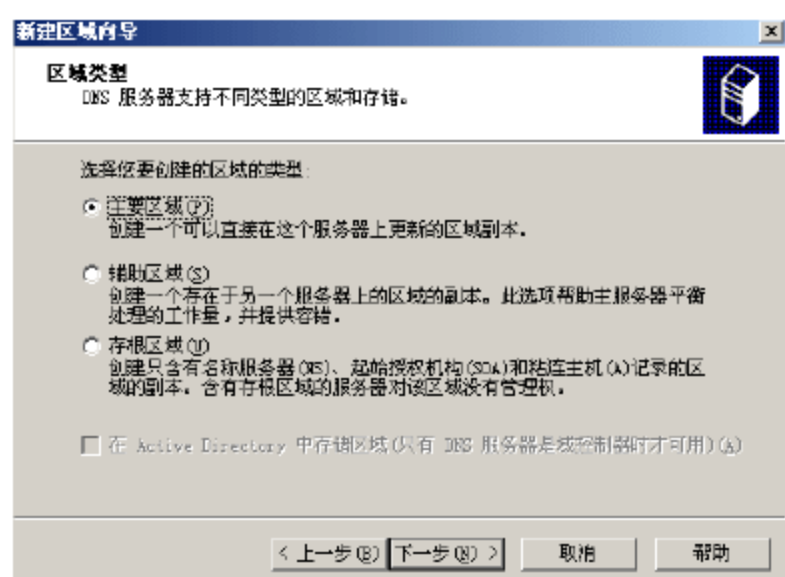 新建区域向导
区域类型
DNS 服务器支持不同类型的区域和存储。
选择您要创建的区域的类型:
主要区域(P)
创建一个可以直接在这个服务器上更新的区域副本。
辅助区域(S)
创建一个存在于另一个服务器上的区域的副本。此选项帮助主服务器平衡
处理的工作量，并提供容错。
存根区域(U)
创建只含有名称服务器(NS)、起始授权机构(SOA)和粘连主机(A)记录的区
域的副本。含有存根区域的服务器对该区域没有管理权。
在 Active Directory 中存储区域(只有 DNS 服务器是域控制器时才可用)(A)
< 上一步(B) 下一步(N) > 取消 帮助